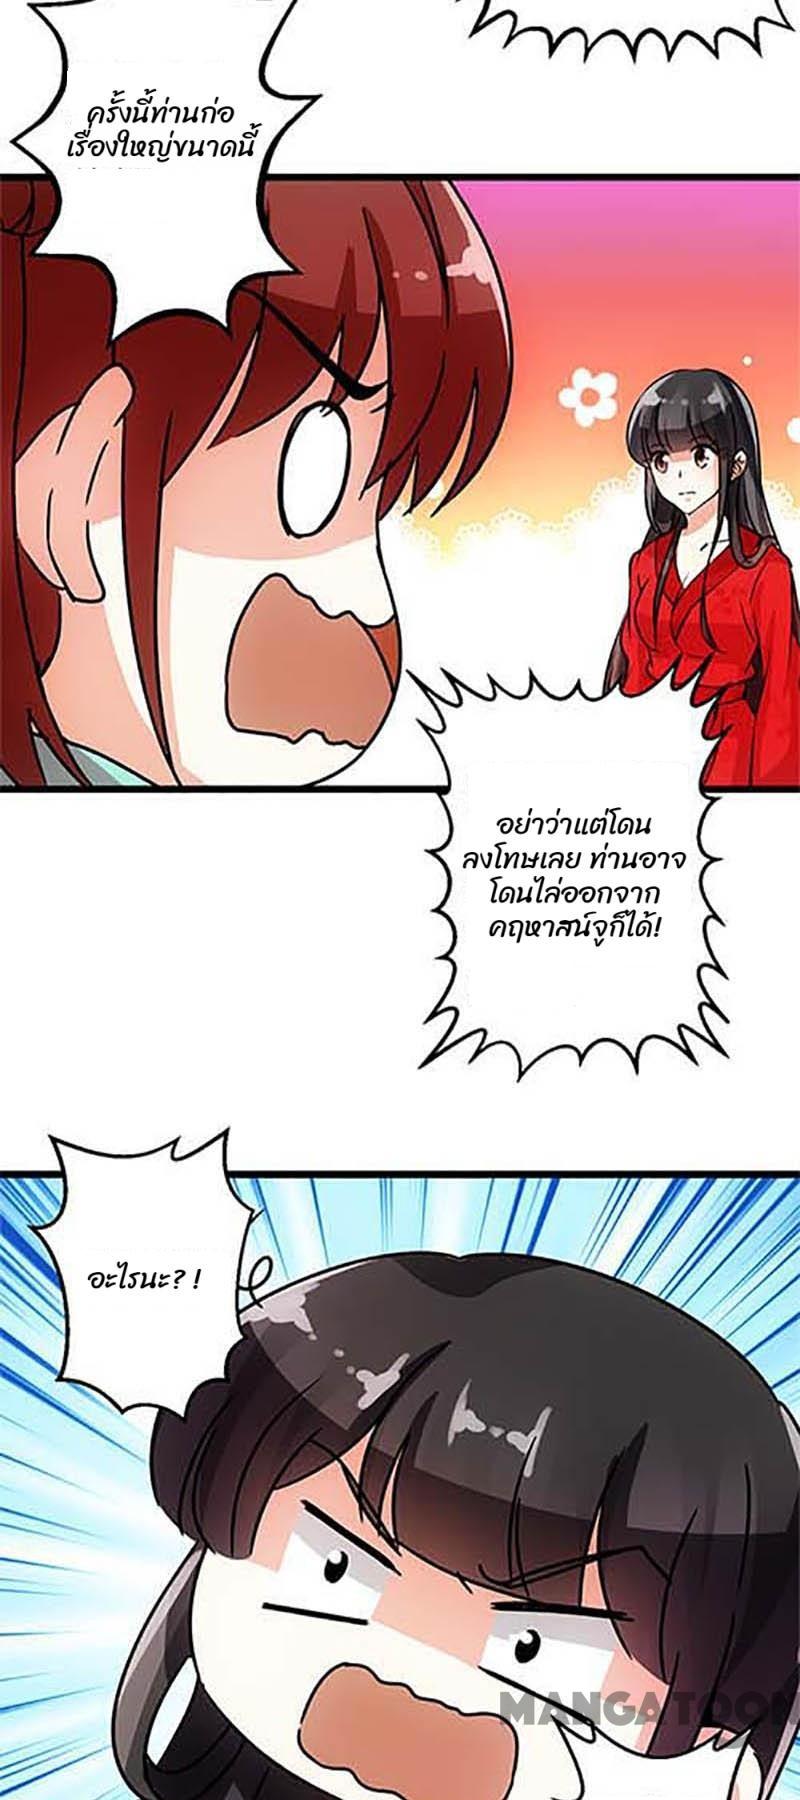 ครั้งนี้ท่านก่อ
เรื่องใหญ่ขนาดนี้
อย่าว่าแต่โดน
ลงโทษเลย ท่านอาจ
โดนไล่ออกจาก
คฤหาสน์จูก็ได้!
อะไรนะ?!
MANGATOON